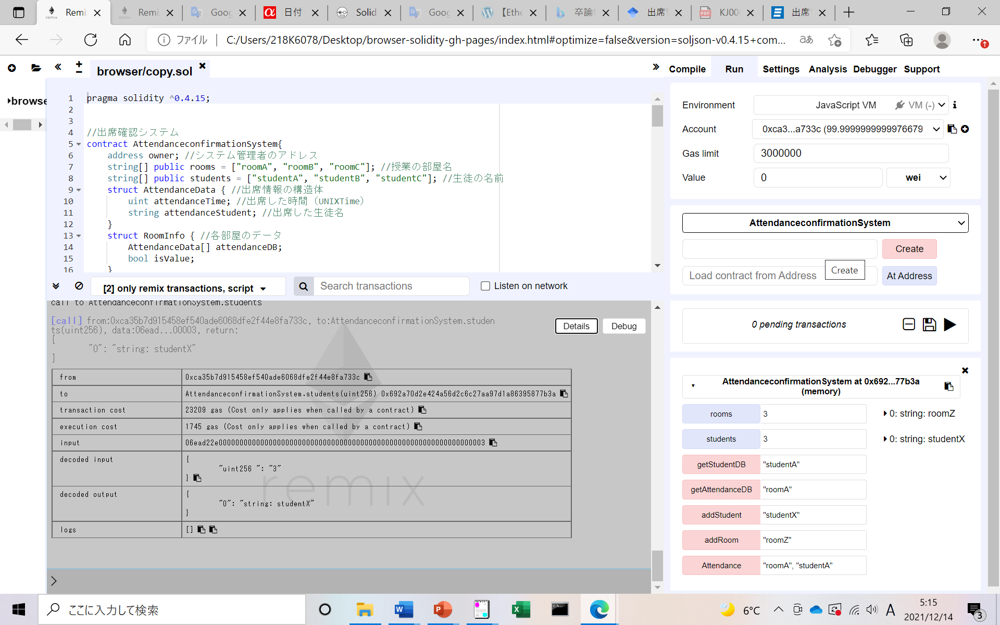 Remi
Remi
Goog
日付
Solid
Goog
【Ethe
卒論
出席
KJ00
出席
ファイル
C:/Users/218K6078/Desktop/browser-solidity-gh-pages/index.html#optimize=false&version=soljson-v0.4.15+com...
browser/copy.sol
Compile Run Settings Analysis Debugger Support
browse
1 pragma solidity ^0.4.15;
2
3
4 //出席確認システム
5 contract AttendanceconfirmationSystem{
6 address owner; //システム管理者のアドレス
7 string[] public rooms = ["roomA", "roomB", "roomC"]; //授業の部屋名
8 string[] public students = ["studentA", "studentB", "studentC"]; //生徒の名前
9 struct AttendanceData { //出席情報の構造体
10 uint attendanceTime; //出席した時間（UNIXTime）
11 string attendanceStudent; //出席した生徒名
12 }
13 struct RoomInfo { //各部屋のデータ
14 AttendanceData[] attendanceDB;
15 bool isValue;
16 }
[2] only remix transactions, script
Search transactions
Listen on network
call to AttendanceconfirmationSystem.students
[call] from:0xca35b7d915458ef540ade6068dfe2f44e8fa733c, to:AttendanceconfirmationSystem.studen
ts(uint256), data:06ead...00003, return:
[
"0": "string: studentX"
]
Details Debug
from 0xca35b7d915458ef540ade6068dfe2f44e8fa733c
to AttendanceconfirmationSystem.students(uint256) 0x692a70d2e424a56d2c6c27aa97d1a86395877b3a
transaction cost 23209 gas (Cost only applies when called by a contract)
execution cost 1745 gas (Cost only applies when called by a contract)
input 06ead22e0000000000000000000000000000000000000000000000000000000000000003
decoded input {
"uint256 ": "3"
}
decoded output {
"0": "string: studentX"
}
logs []
remix
>
Environment JavaScript VM VM (-)
Account 0xca3...a733c (99.9999999999976679
Gas limit 3000000
Value 0 wei
AttendanceconfirmationSystem
Create
Create
Load contract from Address At Address
0 pending transactions
AttendanceconfirmationSystem at 0x692...77b3a
(memory)
rooms 3 0: string: roomZ
students 3 0: string: studentX
getStudentDB "studentA"
getAttendanceDB "roomA"
addStudent "studentX"
addRoom "roomZ"
Attendance "roomA", "studentA"
ここに入力して検索
6°C
A
5:15
2021/12/14
3